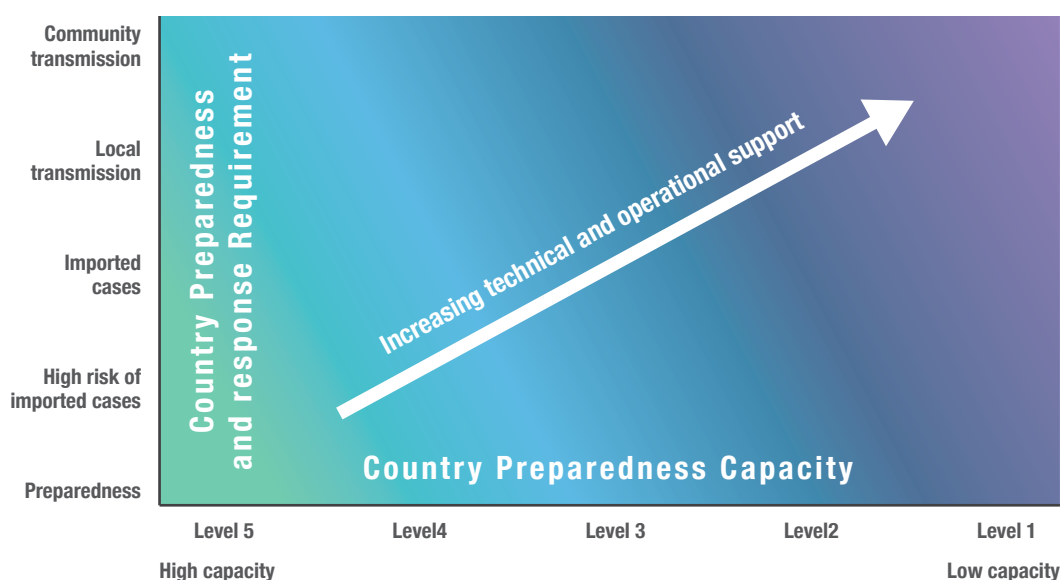 Community
transmission
Local
transmission
Imported
cases
High risk of
imported cases
Preparedness
Country Preparedness
and response Requirement
Increasing technical and operational support
Country Preparedness Capacity
Level 5
Level4
Level 3
Level2
Level 1
High capacity
Low capacity